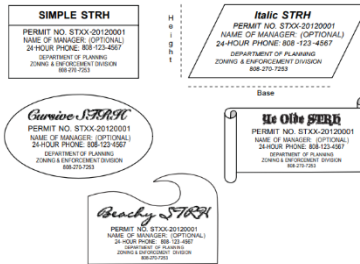 SIMPLE STRH
PERMIT NO. STXX-20120001
NAME OF MANAGER: (OPTIONAL)
24-HOUR PHONE: 808-123-4567
DEPARTMENT OF PLANNING
ZONING & ENFORCEMENT DIVISION
808-270-7253
Height
Italic STRH
PERMIT NO. STXX-20120001
NAME OF MANAGER: (OPTIONAL)
24-HOUR PHONE: 808-123-4567
DEPARTMENT OF PLANNING
ZONING & ENFORCEMENT DIVISION
808-270-7253
Base
Cursive STRH
PERMIT NO. STXX-20120001
NAME OF MANAGER: (OPTIONAL)
24-HOUR PHONE: 808-123-4567
DEPARTMENT OF PLANNING
ZONING & ENFORCEMENT DIVISION
808-270-7253
Ye Olde STRH
PERMIT NO. STXX-20120001
NAME OF MANAGER: (OPTIONAL)
24-HOUR PHONE: 808-123-4567
DEPARTMENT OF PLANNING
ZONING & ENFORCEMENT DIVISION
808-270-7253
Beachy STRH
PERMIT NO. STXX-20120001
NAME OF MANAGER: (OPTIONAL)
24-HOUR PHONE: 808-123-4567
DEPARTMENT OF PLANNING
ZONING & ENFORCEMENT DIVISION
808-270-7253